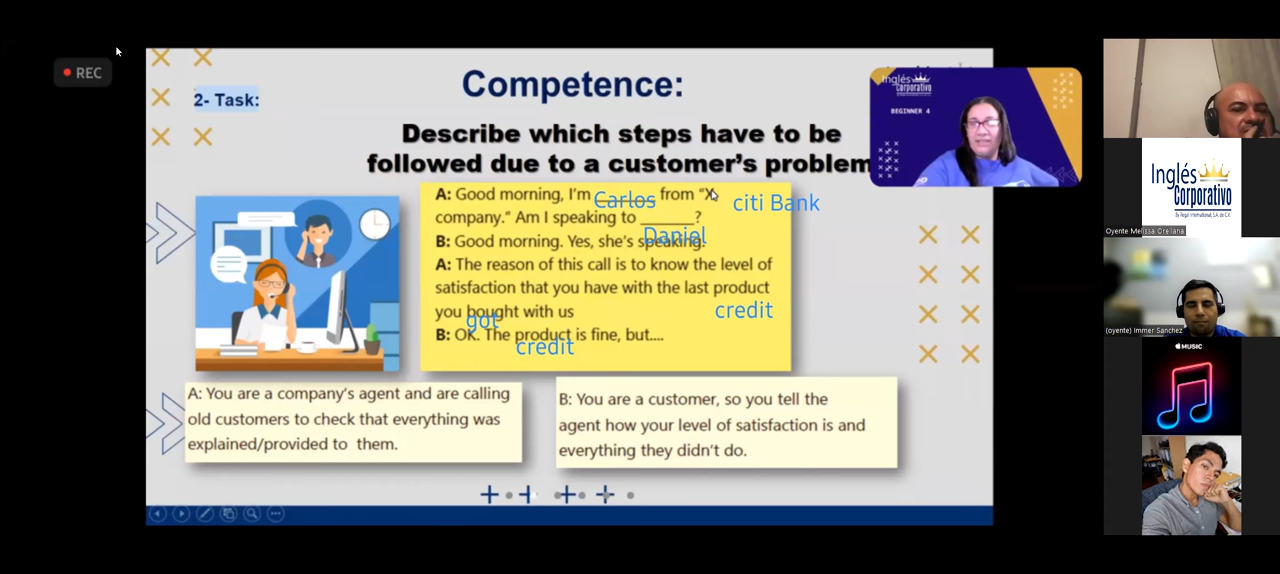 REC
2- Task:
Competence:
Describe which steps have to be
followed due to a customer's problem
A: Good morning, I'm Carlos from "X
citi Bank
company." Am I speaking to ______?
Daniel
B: Good morning. Yes, she's speaking.
A: The reason of this call is to know the level of
satisfaction that you have with the last product
credit
you bought with us
got
B: OK. The product is fine, but....
credit
A: You are a company's agent and are calling
old customers to check that everything was
explained/provided to them.
B: You are a customer, so you tell the
agent how your level of satisfaction is and
everything they didn't do.
Inglés
Corporativo
BEGINNER 4
Inglés
Corporativo
By Regal International, S.A. de C.V.
Oyente Melissa Orellana
(oyente) Immer Sanchez
MUSIC